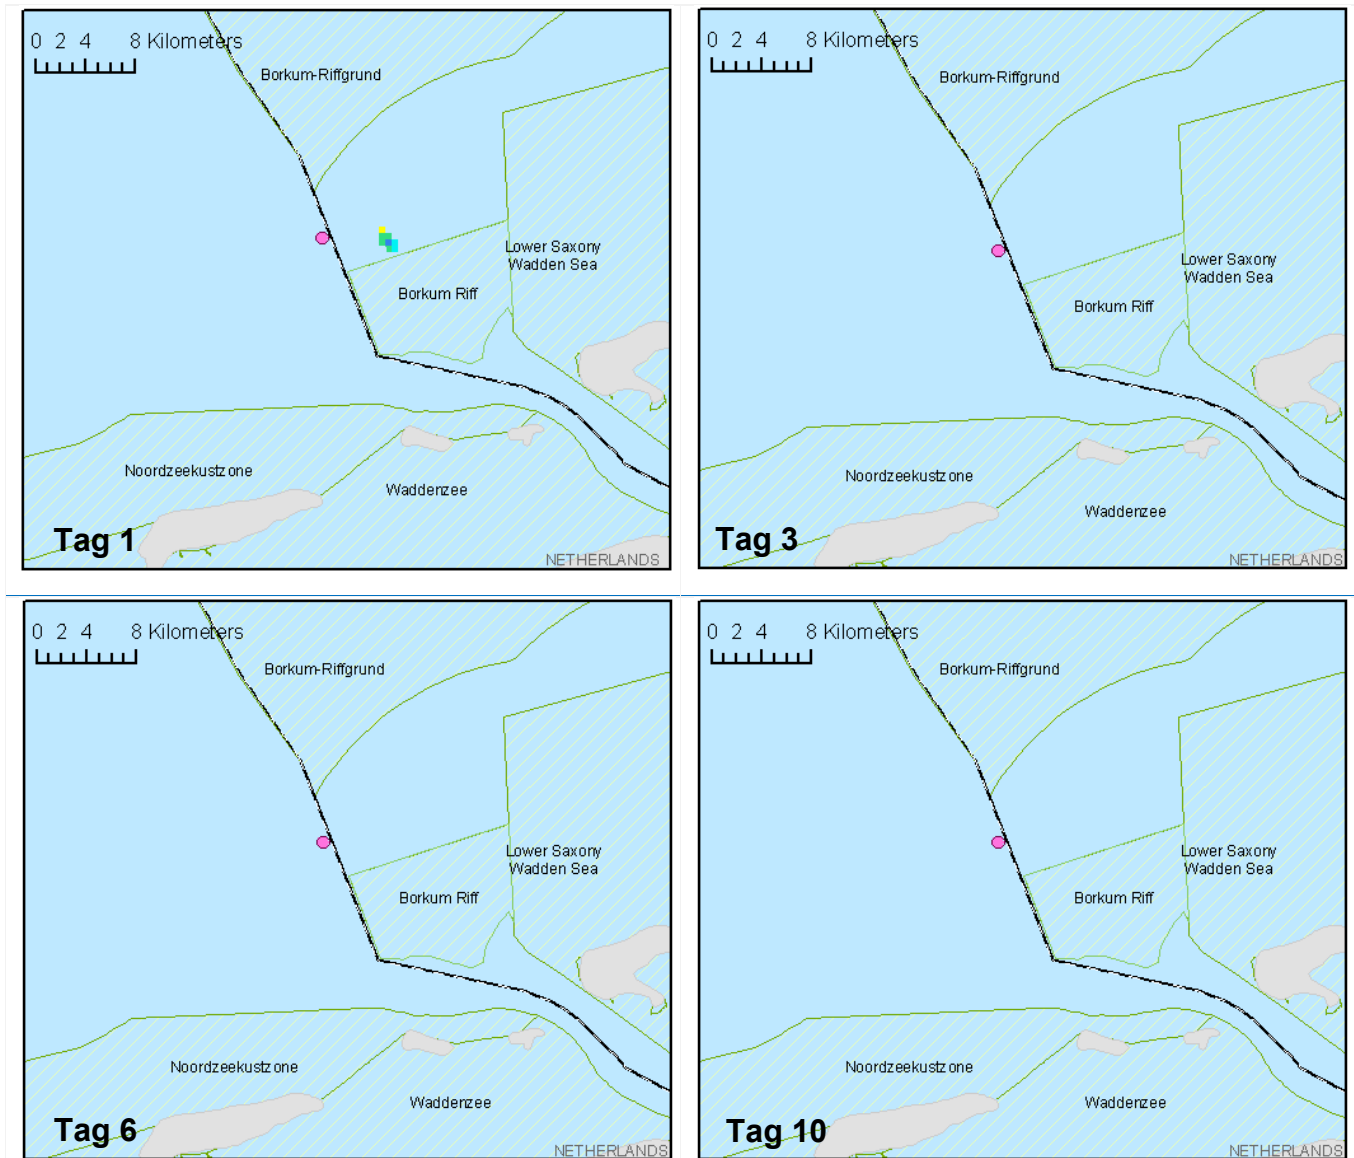 0 2 4 8 Kilometers
Borkum-Riffgrund
Lower Saxony
Wadden Sea
Borkum Riff
Noordzeekustzone
Waddenzee
Tag 1
NETHERLANDS
0 2 4 8 Kilometers
Borkum-Riffgrund
Lower Saxony
Wadden Sea
Borkum Riff
Noordzeekustzone
Waddenzee
Tag 3
NETHERLANDS
0 2 4 8 Kilometers
Borkum-Riffgrund
Lower Saxony
Wadden Sea
Borkum Riff
Noordzeekustzone
Waddenzee
Tag 6
NETHERLANDS
0 2 4 8 Kilometers
Borkum-Riffgrund
Lower Saxony
Wadden Sea
Borkum Riff
Noordzeekustzone
Waddenzee
Tag 10
NETHERLANDS